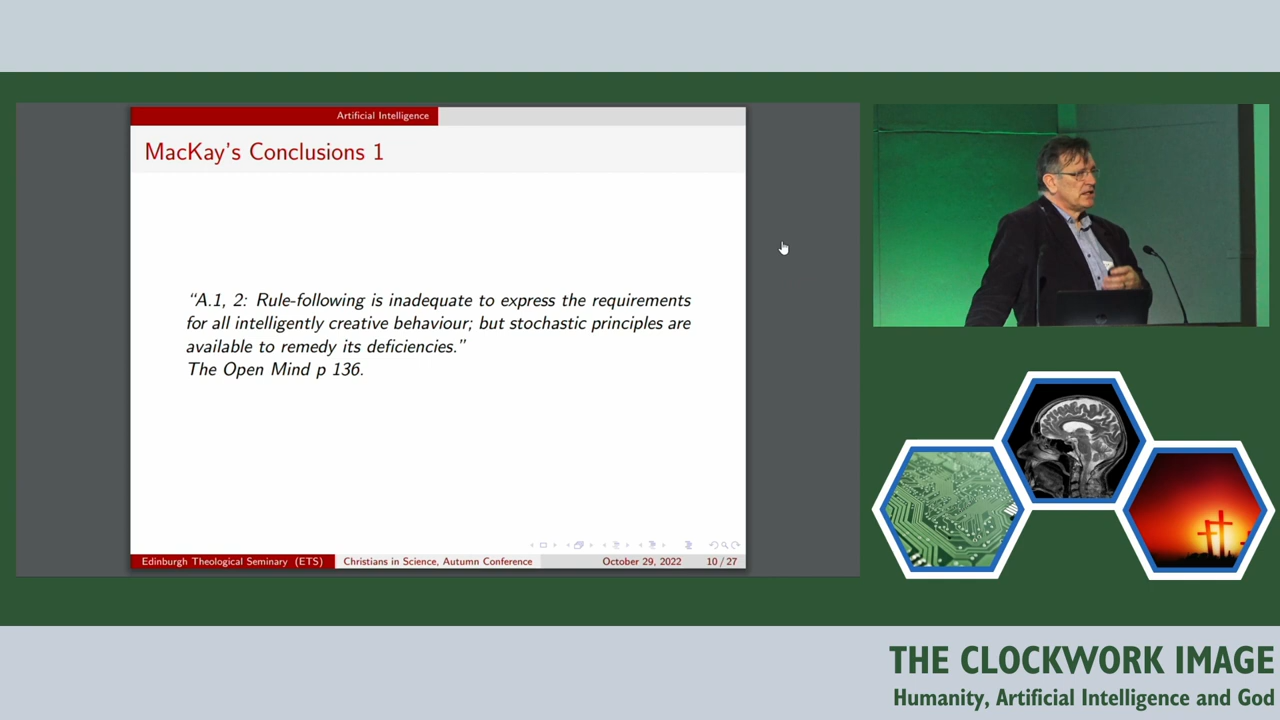 Artificial Intelligence
MacKay's Conclusions 1
“A.1, 2: Rule-following is inadequate to express the requirements
for all intelligently creative behaviour; but stochastic principles are
available to remedy its deficiencies.”
The Open Mind p 136.
Edinburgh Theological Seminary (ETS)
Christians in Science, Autumn Conference
October 29, 2022
10 / 27
THE CLOCKWORK IMAGE
Humanity, Artificial Intelligence and God